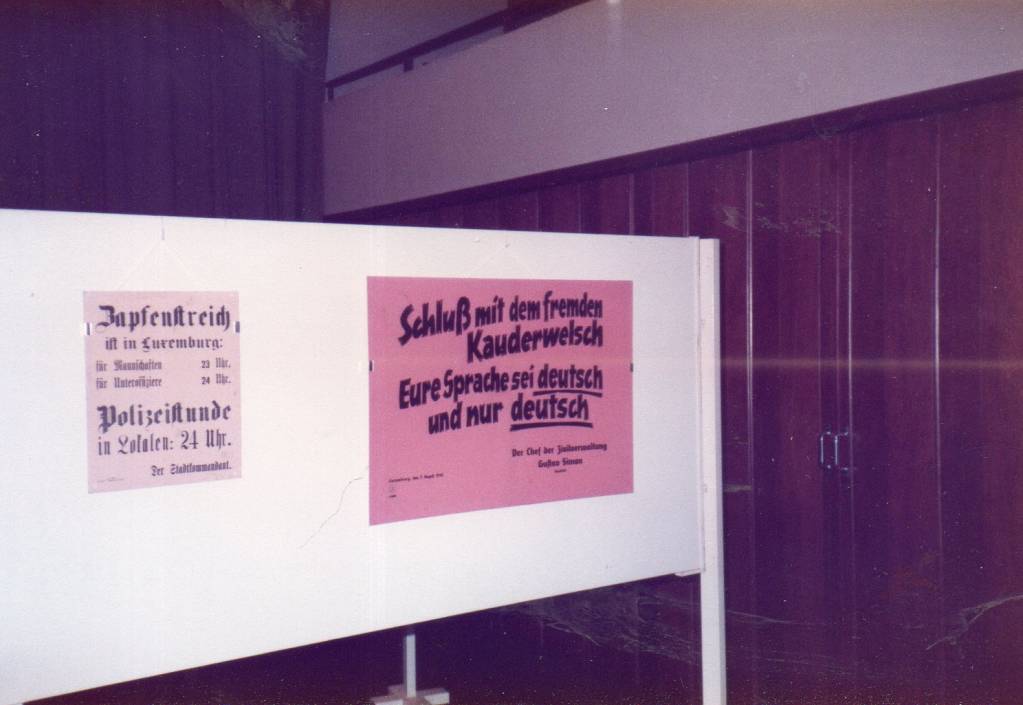 Zapfenstreich
ist in Luxemburg:
für Mannschaften 23 Uhr.
für Unteroffiziere 24 Uhr.
Polizeistunde
in Lokalen: 24 Uhr.
Der Stadtkommandant.
Schluß mit dem fremden
Kauderwelsch
Eure Sprache sei deutsch
und nur deutsch
Der Chef der Zivilverwaltung
Gustav Simon